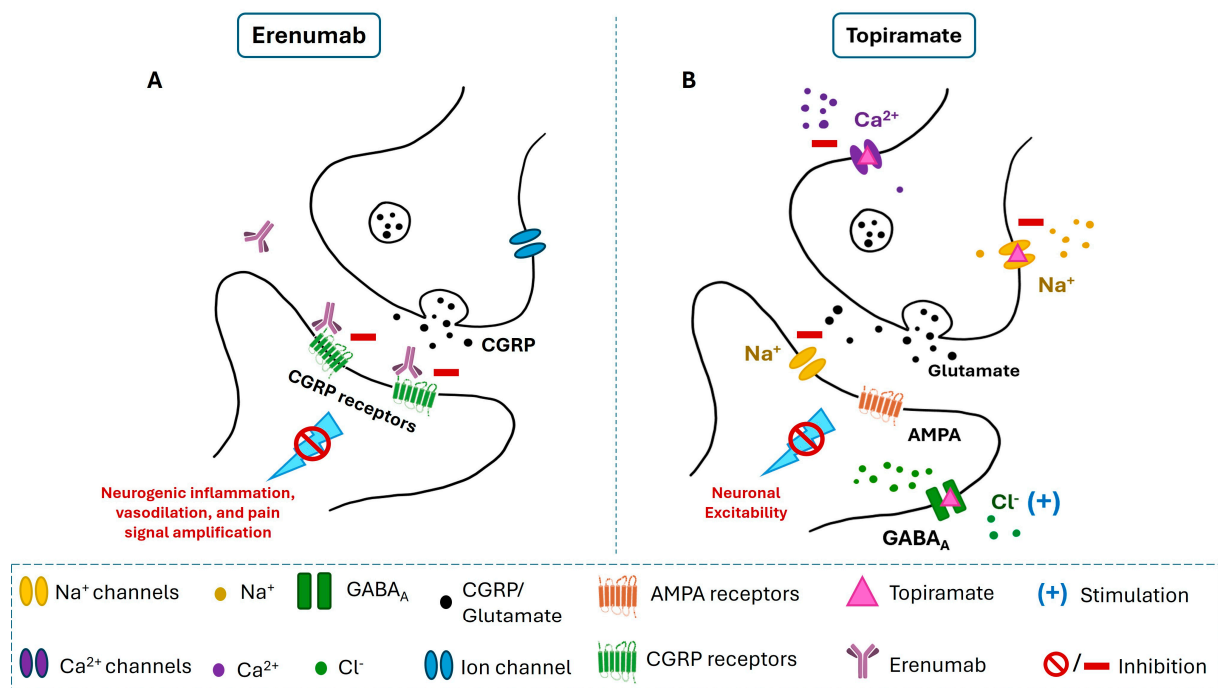 Erenumab
Topiramate
A
B
CGRP
CGRP receptors
Neurogenic inflammation,
vasodilation, and pain
signal amplification
Ca²⁺
Na⁺
Na⁺
Glutamate
AMPA
Neuronal
Excitability
Cl⁻ (+)
GABA_A
Na⁺ channels
Na⁺
GABA_A
CGRP/
Glutamate
AMPA receptors
Topiramate
(+) Stimulation
Ca²⁺ channels
Ca²⁺
Cl⁻
Ion channel
CGRP receptors
Erenumab
/ Inhibition